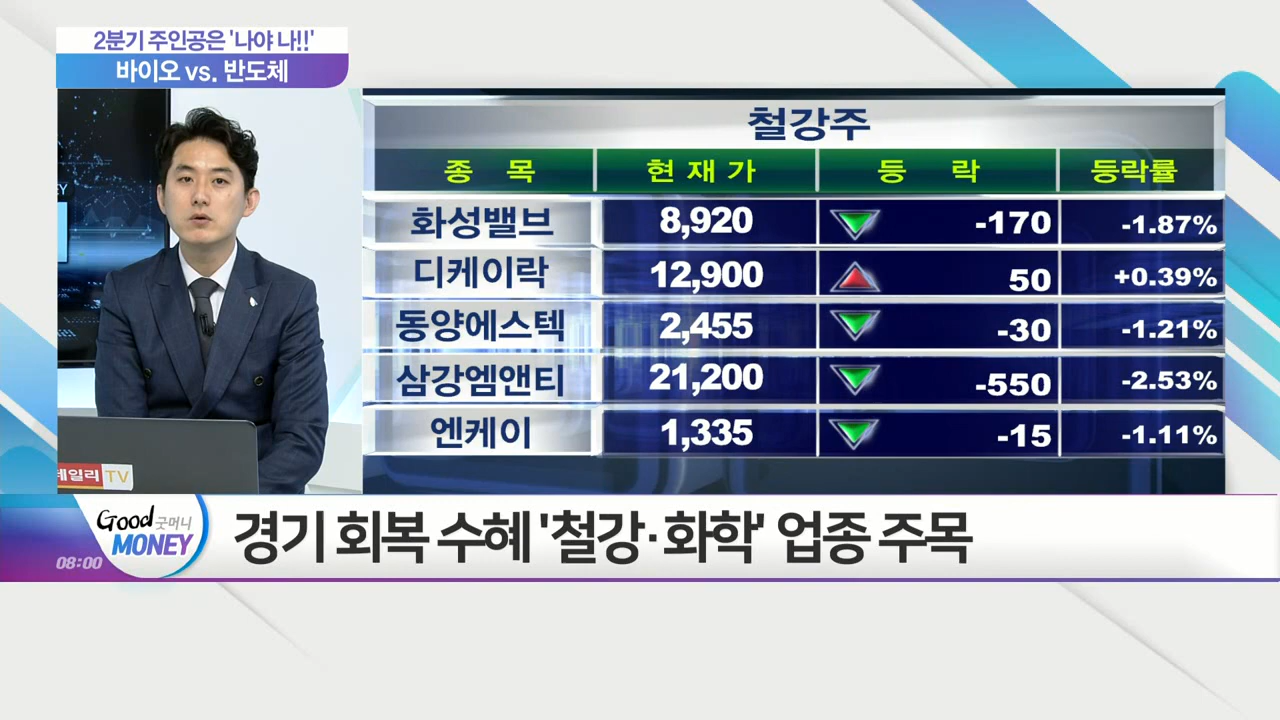 2분기 주인공은 '나야 나!!'
바이오 vs. 반도체
철강주
종 목 현 재 가 등 락 등락률
화성밸브 8,920 -170 -1.87%
디케이락 12,900 50 +0.39%
동양에스텍 2,455 -30 -1.21%
삼강엠앤티 21,200 -550 -2.53%
엔케이 1,335 -15 -1.11%
데일리 TV
Good 굿머니
MONEY
08:00
경기 회복 수혜 '철강·화학' 업종 주목